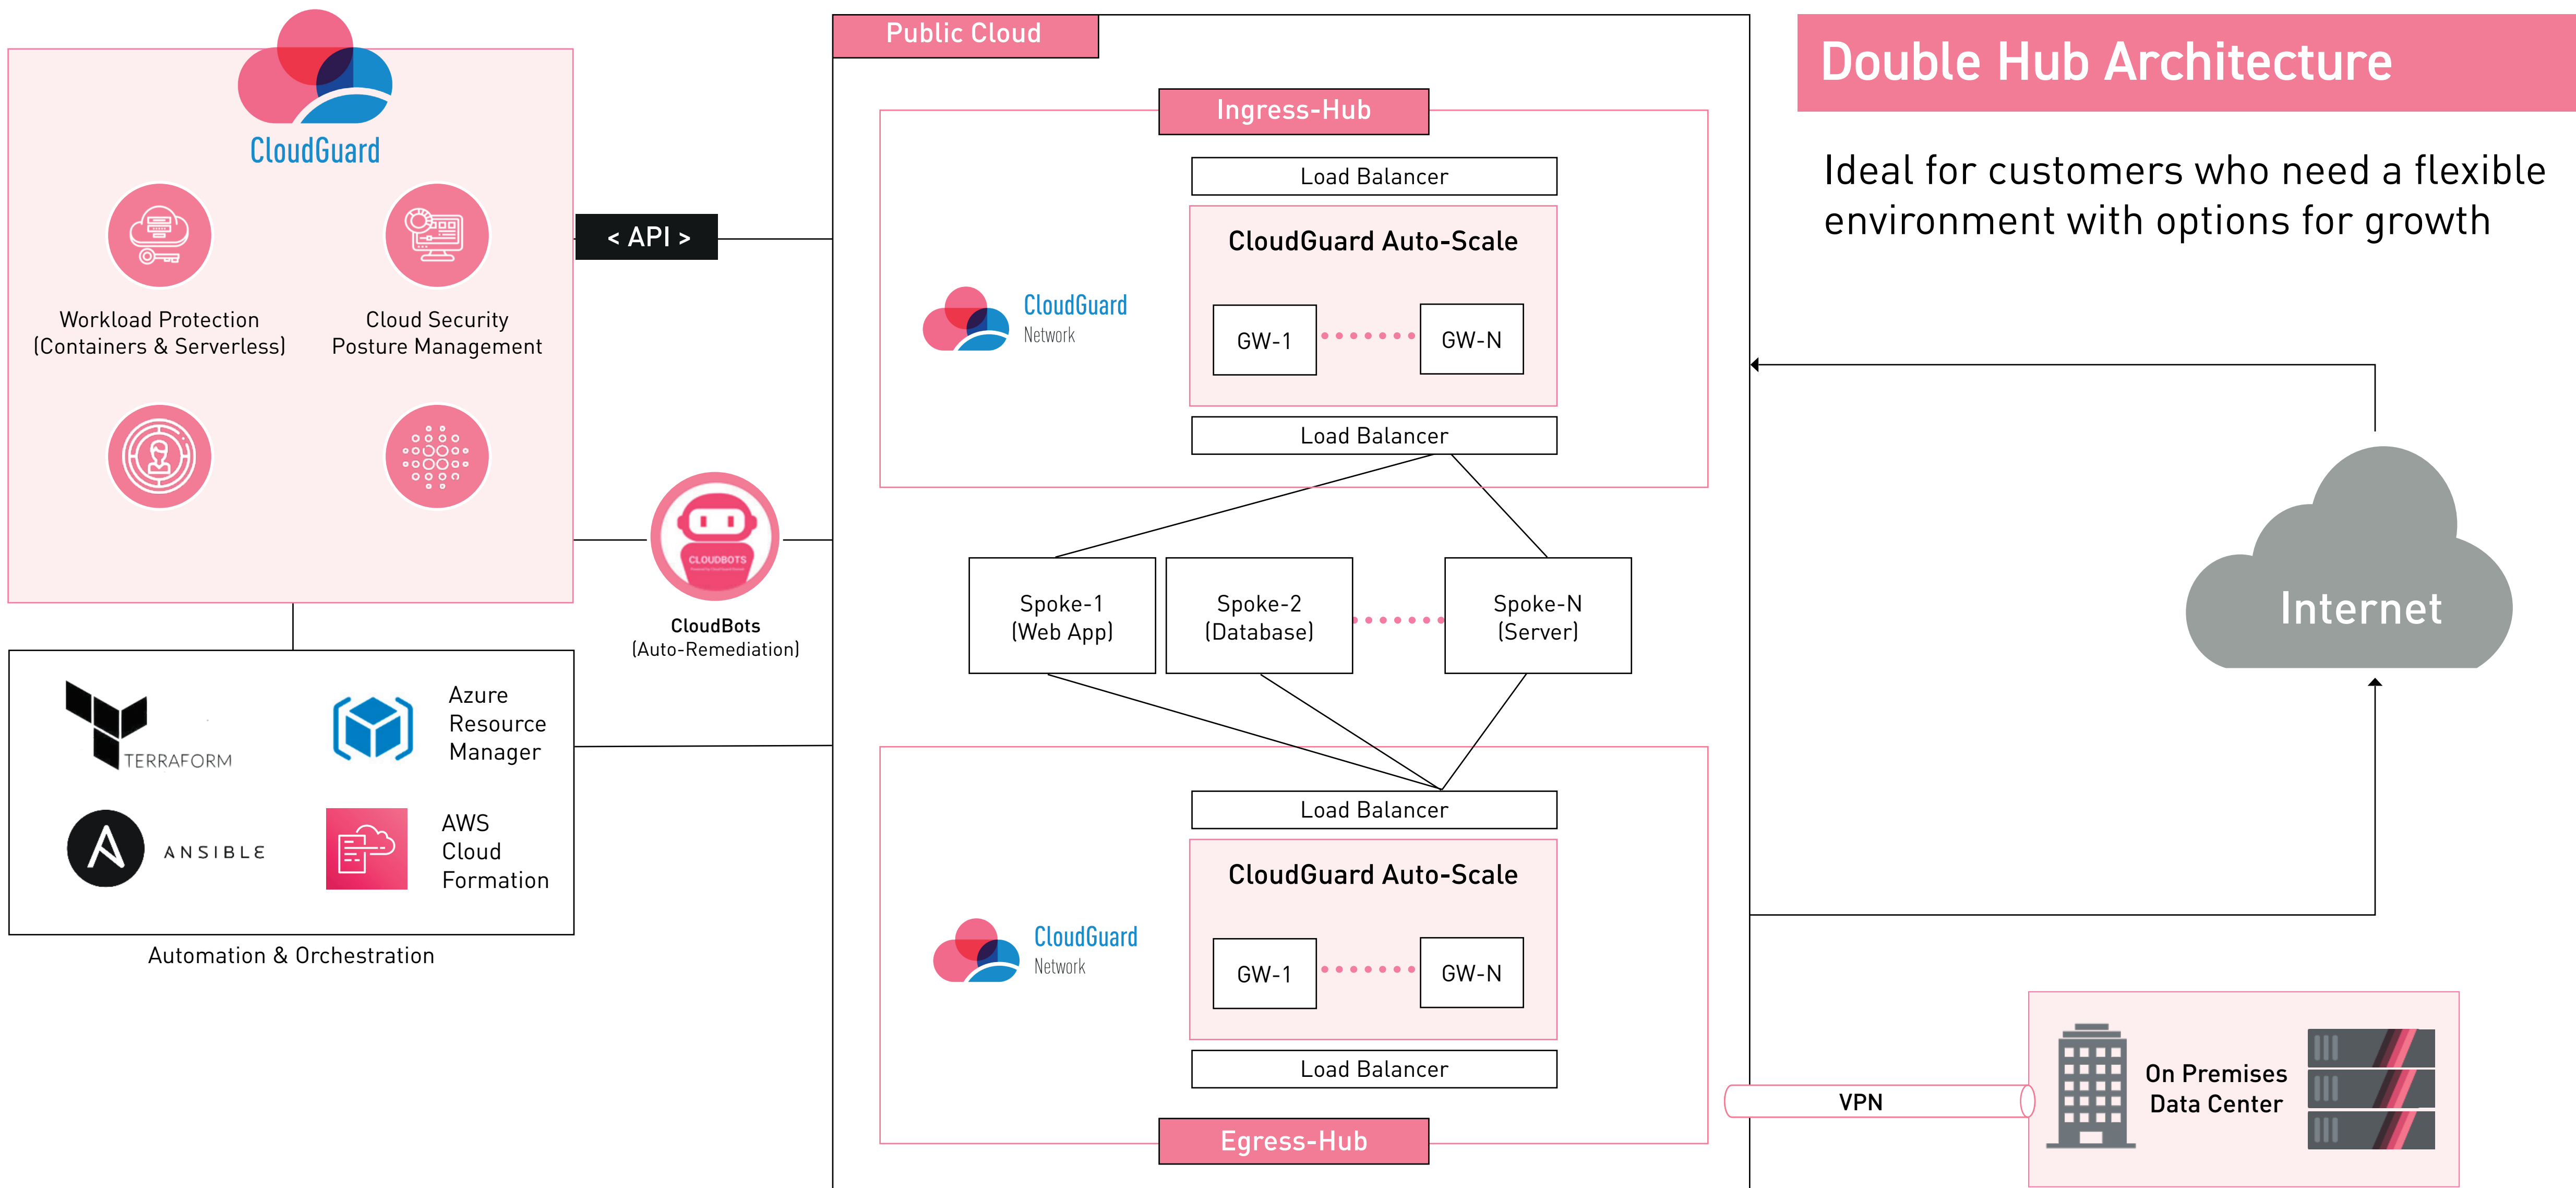 CloudGuard
Workload Protection
(Containers & Serverless)
Cloud Security
Posture Management
< API >
CLOUDBOTS
CloudBots
(Auto-Remediation)
TERRAFORM
Azure
Resource
Manager
ANSIBLE
AWS
Cloud
Formation
Automation & Orchestration
Public Cloud
Ingress-Hub
Load Balancer
CloudGuard Auto-Scale
CloudGuard
Network
GW-1
GW-N
Load Balancer
Spoke-1
(Web App)
Spoke-2
(Database)
Spoke-N
(Server)
Load Balancer
CloudGuard Auto-Scale
CloudGuard
Network
GW-1
GW-N
Load Balancer
Egress-Hub
Double Hub Architecture
Ideal for customers who need a flexible
environment with options for growth
Internet
VPN
On Premises
Data Center